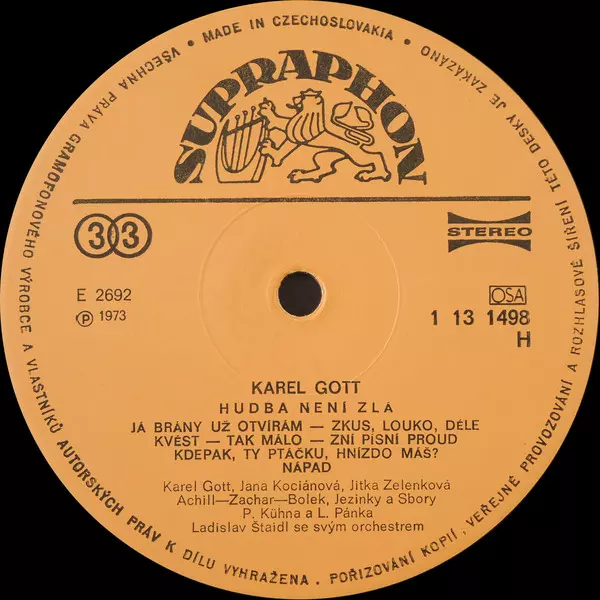 VŠECHNA PRÁVA GRAMOFONOVÉHO VÝROBCE A VLASTNÍKŮ AUTORSKÝCH PRÁV K DÍLU VYHRAŽENA . POŘIZOVÁNÍ KOPIÍ , VEŘEJNÉ PROVOZOVÁNÍ A ROZHLASOVÉ ŠÍŘENÍ TÉTO DESKY JE ZAKÁZÁNO • MADE IN CZECHOSLOVAKIA •
SUPRAPHON
33
STEREO
E 2692
OSA
℗ 1973
1 13 1498
H
KAREL GOTT
HUDBA NENÍ ZLÁ
JÁ BRÁNY UŽ OTVÍRÁM — ZKUS, LOUKO, DÉLE
KVÉST — TAK MÁLO — ZNÍ PÍSNÍ PROUD
KDEPAK, TY PTÁČKU, HNÍZDO MÁŠ?
NÁPAD
Karel Gott, Jana Kociánová, Jitka Zelenková
Achill—Zachar—Bolek, Jezinky a Sbory
P. Kühna a L. Pánka
Ladislav Štaidl se svým orchestrem